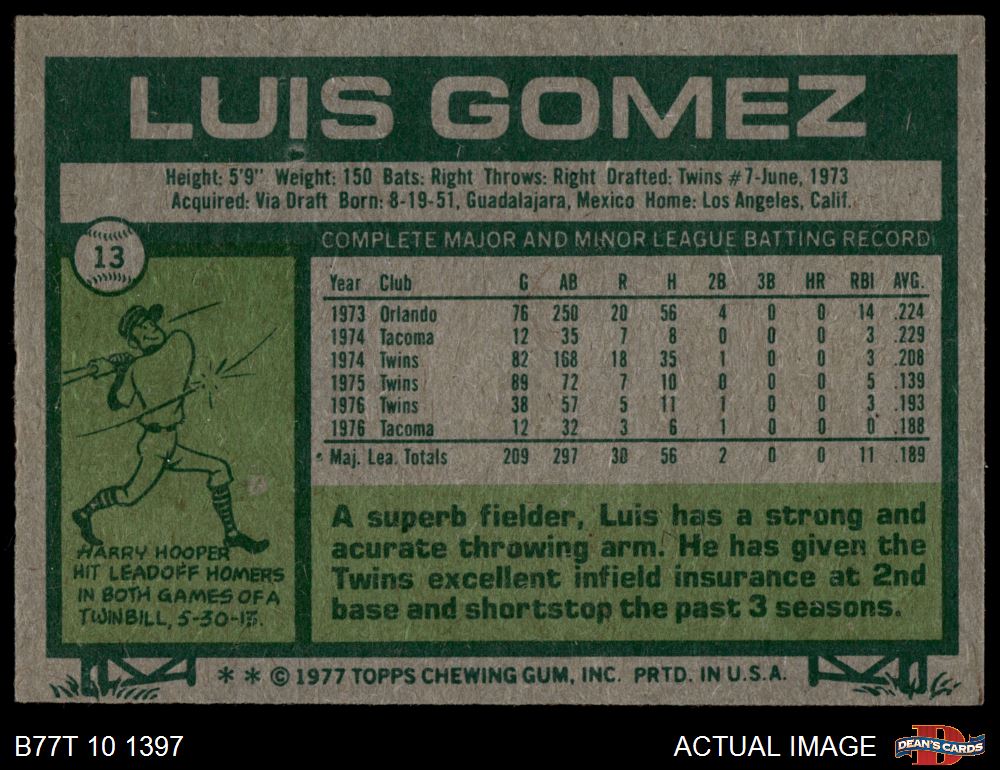 LUIS GOMEZ
Height: 5'9" Weight: 150 Bats: Right Throws: Right Drafted: Twins #7-June, 1973
Acquired: Via Draft Born: 8-19-51, Guadalajara, Mexico Home: Los Angeles, Calif.
13
COMPLETE MAJOR AND MINOR LEAGUE BATTING RECORD
Year Club G AB R H 2B 3B HR RBI AVG.
1973 Orlando 76 250 20 56 4 0 0 14 .224
1974 Tacoma 12 35 7 8 0 0 0 3 .229
1974 Twins 82 168 18 35 1 0 0 3 .208
1975 Twins 89 72 7 10 0 0 0 5 .139
1976 Twins 38 57 5 11 1 0 0 3 .193
1976 Tacoma 12 32 3 6 1 0 0 0 .188
Maj. Lea. Totals 209 297 30 56 2 0 0 11 .189
A superb fielder, Luis has a strong and
acurate throwing arm. He has given the
Twins excellent infield insurance at 2nd
base and shortstop the past 3 seasons.
HARRY HOOPER
HIT LEADOFF HOMERS
IN BOTH GAMES OF A
TWINBILL,
* * © 1977 TOPPS CHEWING GUM, INC. PRTD. IN U.S.A.
B77T 10 1397
ACTUAL IMAGE
DEAN'S CARDS